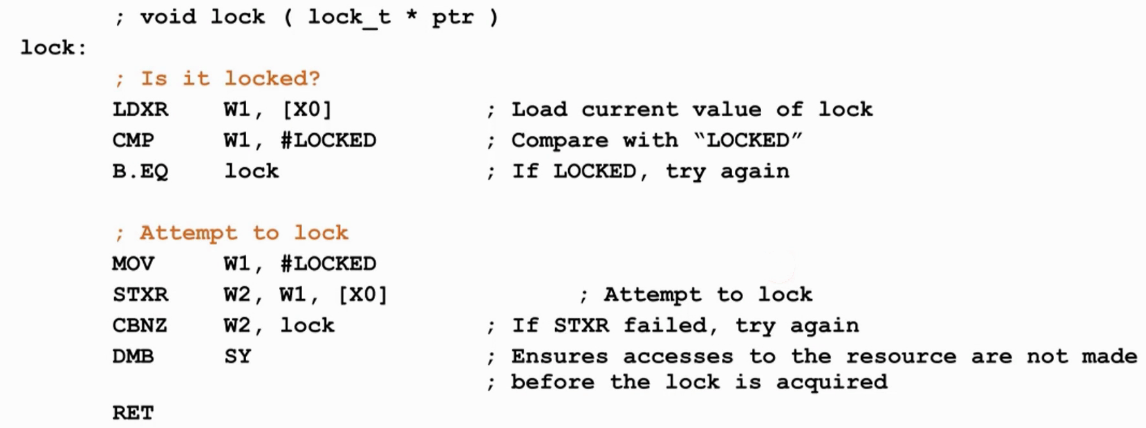 ; void lock ( lock_t * ptr )
lock:
; Is it locked?
LDXR W1, [X0] ; Load current value of lock
CMP W1, #LOCKED ; Compare with “LOCKED”
B.EQ lock ; If LOCKED, try again
; Attempt to lock
MOV W1, #LOCKED
STXR W2, W1, [X0] ; Attempt to lock
CBNZ W2, lock ; If STXR failed, try again
DMB SY ; Ensures accesses to the resource are not made
; before the lock is acquired
RET